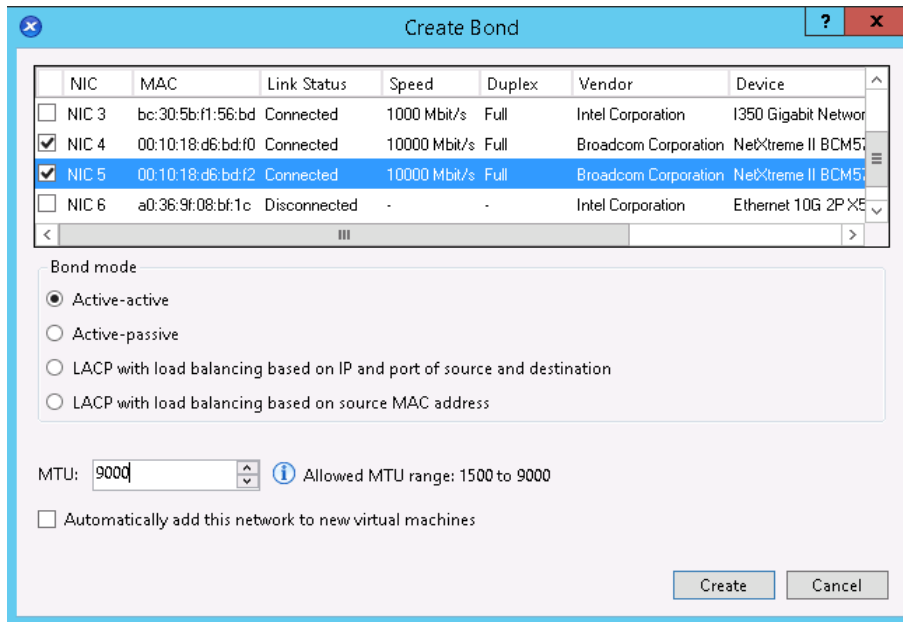 Create Bond
? x
NIC MAC Link Status Speed Duplex Vendor Device
NIC 3 bc:30:5b:f1:56:bd Connected 1000 Mbit/s Full Intel Corporation I350 Gigabit Networ
NIC 4 00:10:18:d6:bd:f0 Connected 10000 Mbit/s Full Broadcom Corporation NetXtreme II BCM57
NIC 5 00:10:18:d6:bd:f2 Connected 10000 Mbit/s Full Broadcom Corporation NetXtreme II BCM57
NIC 6 a0:36:9f:08:bf:1c Disconnected - - Intel Corporation Ethernet 10G 2P X5
Bond mode
Active-active
Active-passive
LACP with load balancing based on IP and port of source and destination
LACP with load balancing based on source MAC address
MTU: 9000 Allowed MTU range: 1500 to 9000
Automatically add this network to new virtual machines
Create Cancel